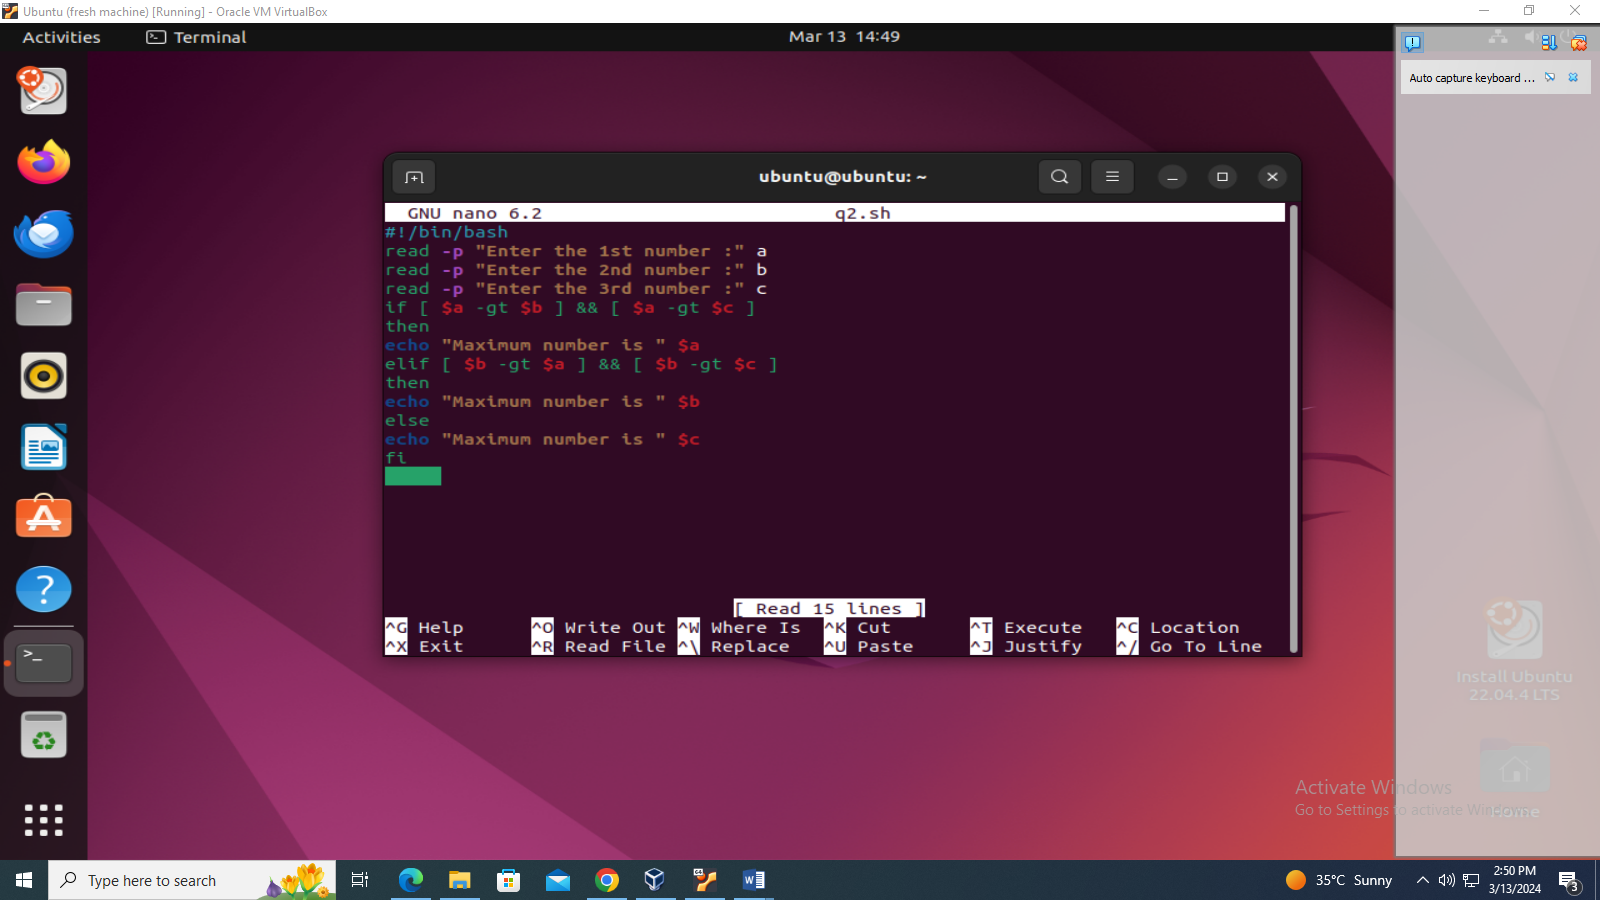 Ubuntu (fresh machine) [Running] - Oracle VM VirtualBox
Activities
Terminal
Mar 13 14:49
Auto capture keyboard ...
ubuntu@ubuntu: ~
GNU nano 6.2
q2.sh
#!/bin/bash
read -p "Enter the 1st number :" a
read -p "Enter the 2nd number :" b
read -p "Enter the 3rd number :" c
if [ $a -gt $b ] && [ $a -gt $c ]
then
echo "Maximum number is " $a
elif [ $b -gt $a ] && [ $b -gt $c ]
then
echo "Maximum number is " $b
else
echo "Maximum number is " $c
fi
[ Read 15 lines ]
^G Help ^O Write Out ^W Where Is ^K Cut ^T Execute ^C Location
^X Exit ^R Read File ^\ Replace ^U Paste ^J Justify ^/ Go To Line
Install Ubuntu
22.04.4 LTS
Activate Windows
Go to Settings to activate Windows.
Home
Type here to search
35°C Sunny
2:50 PM
3/13/2024
3